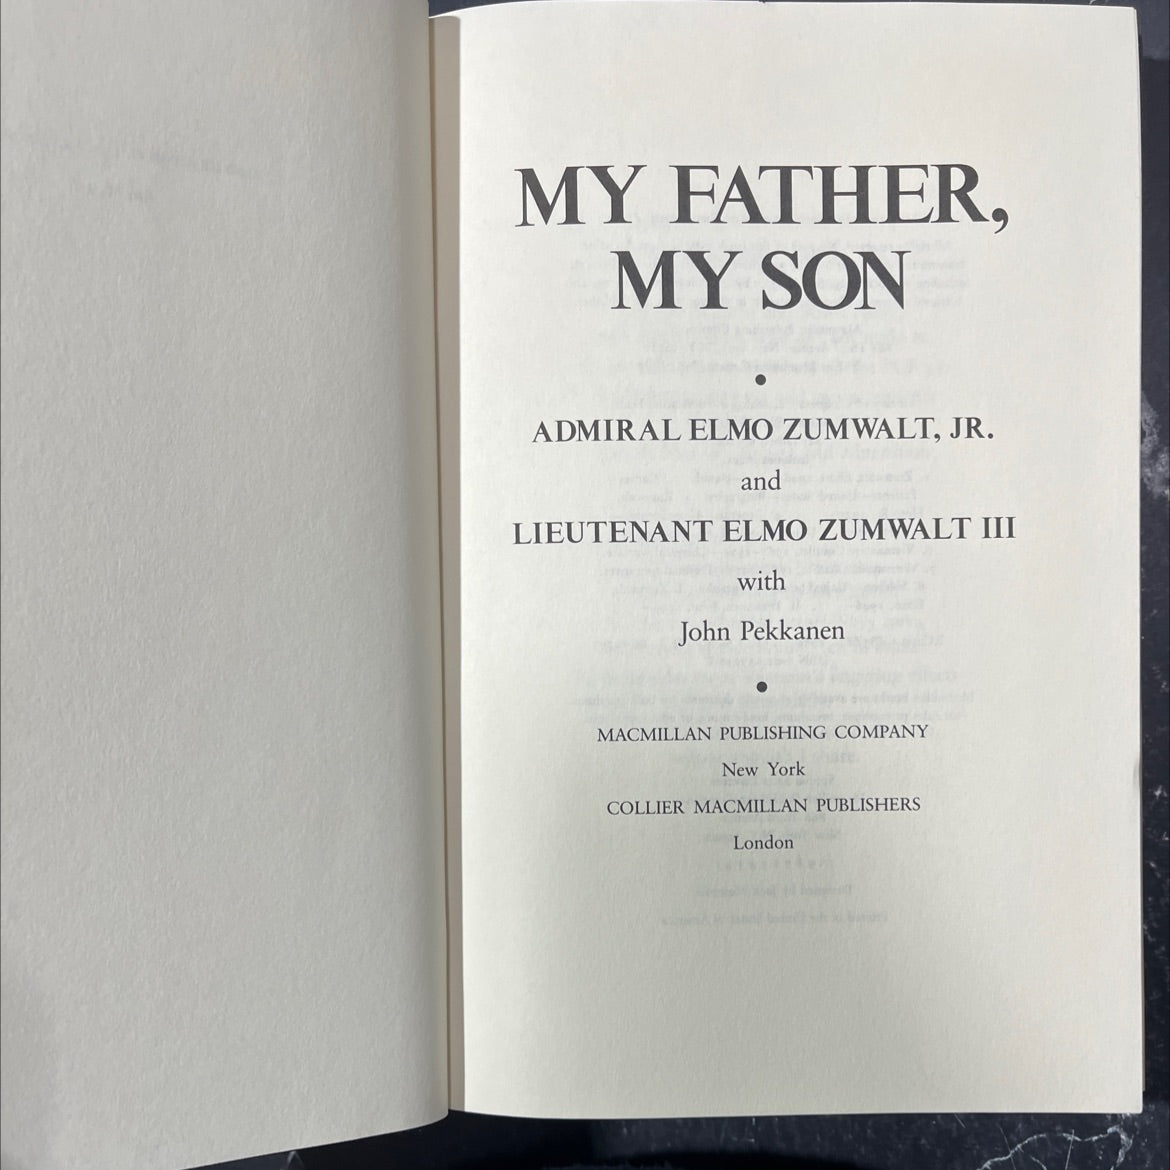 MY FATHER,
MY SON
•
ADMIRAL ELMO ZUMWALT, JR.
and
LIEUTENANT ELMO ZUMWALT III
with
John Pekkanen
•
MACMILLAN PUBLISHING COMPANY
New York
COLLIER MACMILLAN PUBLISHERS
London